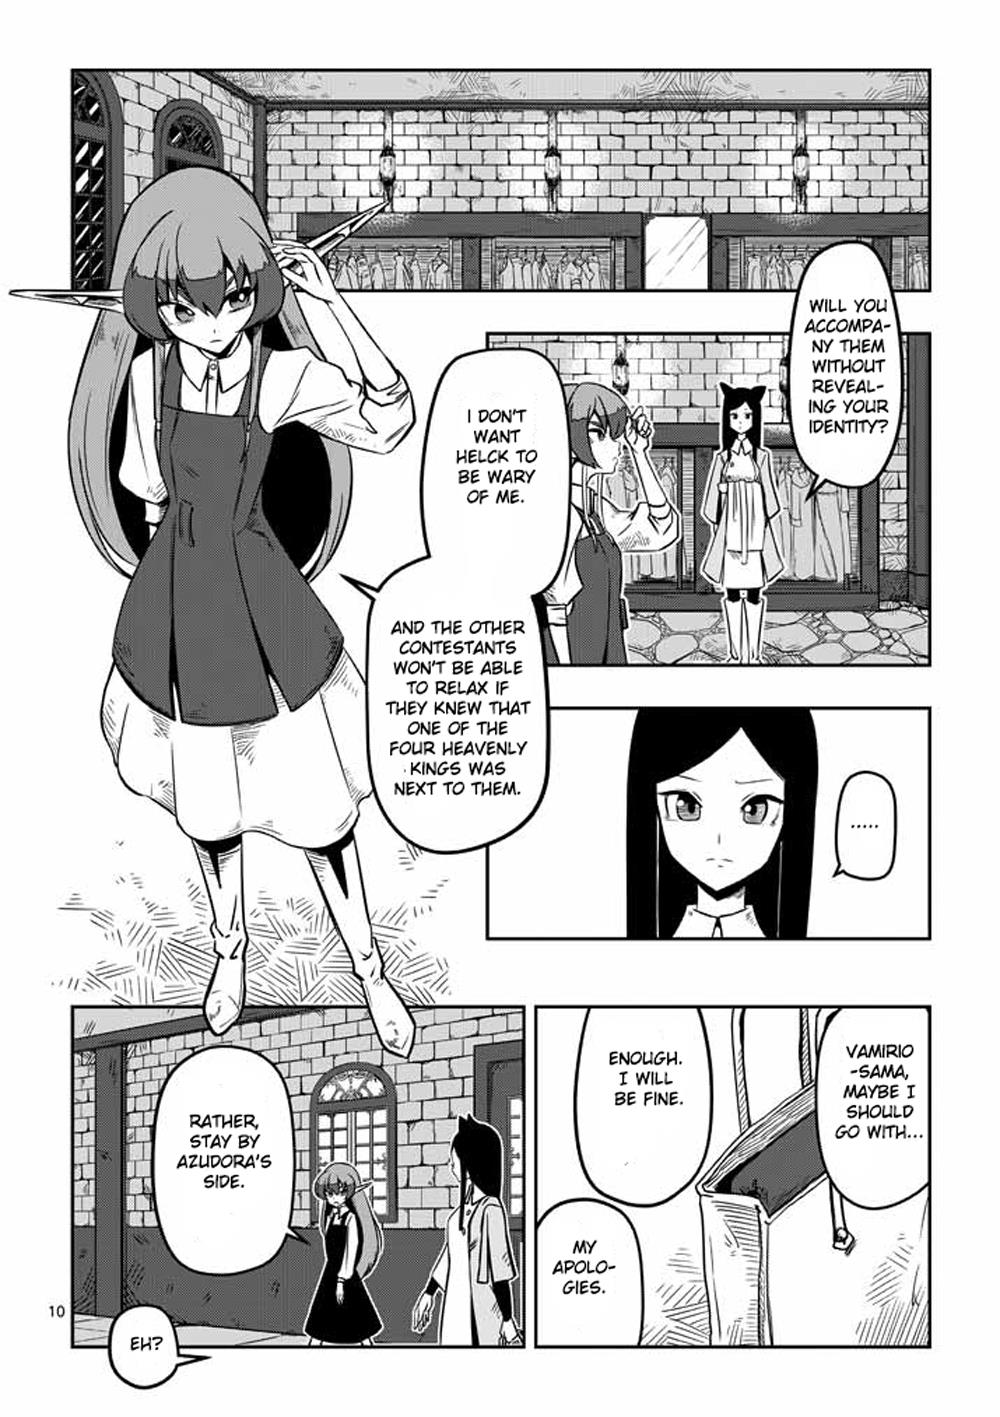 WILL YOU
ACCOMPA-
NY THEM
WITHOUT
REVEAL-
ING YOUR
IDENTITY?
I DON'T
WANT
HELCK TO
BE WARY
OF ME.
AND THE OTHER
CONTESTANTS
WON'T BE ABLE
TO RELAX IF
THEY KNEW THAT
ONE OF THE
FOUR HEAVENLY
KINGS WAS
NEXT TO THEM.
.....
VAMIRIO
-SAMA,
MAYBE I
SHOULD
GO WITH...
ENOUGH.
I WILL
BE FINE.
MY
APOLO-
GIES.
RATHER,
STAY BY
AZUDORA'S
SIDE.
EH?
10